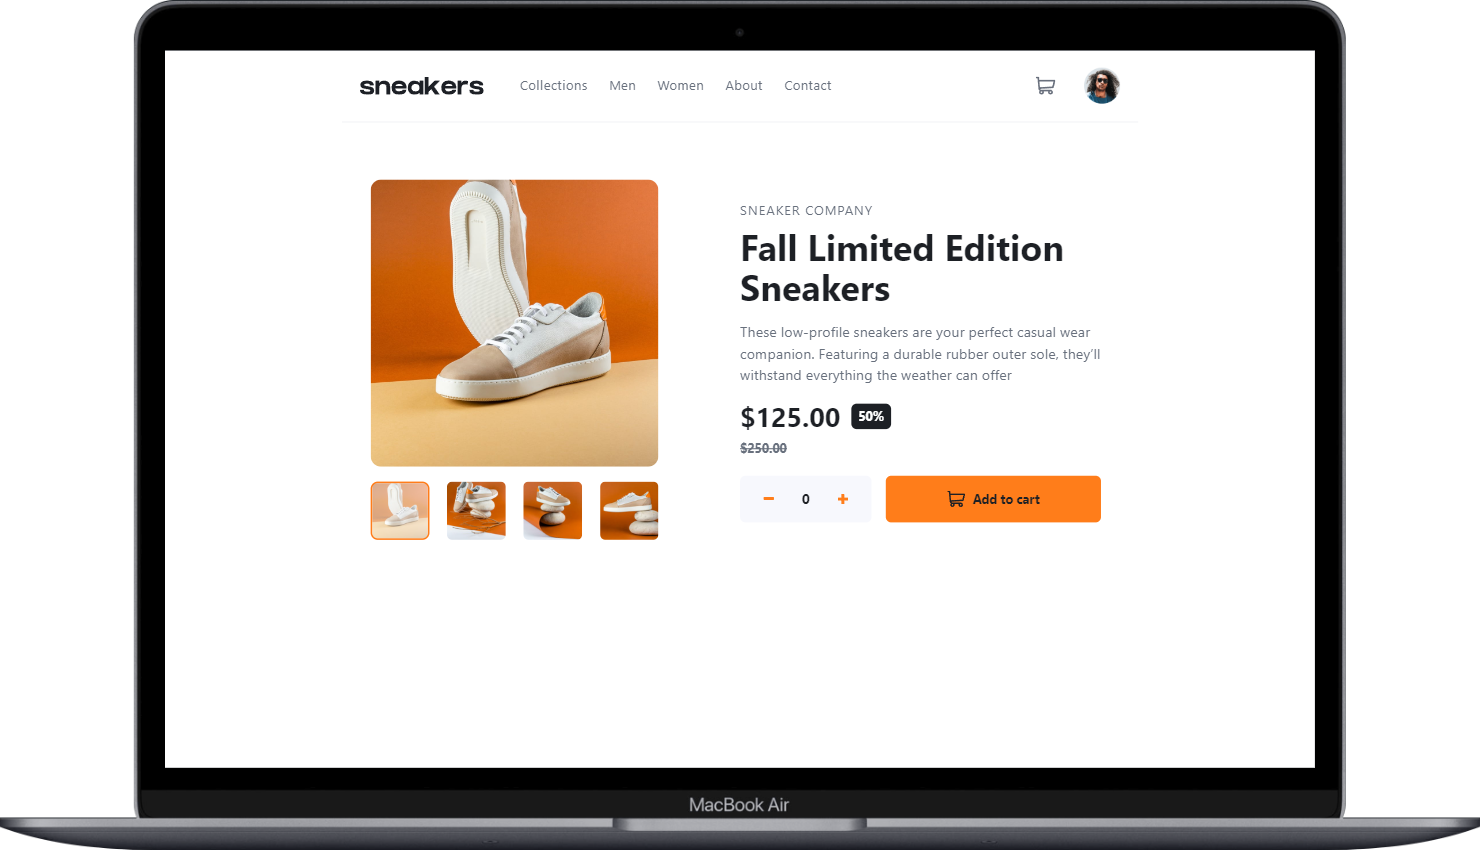 sneakers
Collections Men Women About Contact
SNEAKER COMPANY
Fall Limited Edition
Sneakers
These low-profile sneakers are your perfect casual wear
companion. Featuring a durable rubber outer sole, they’ll
withstand everything the weather can offer
$125.00 50%
$250.00
0 Add to cart
MacBook Air